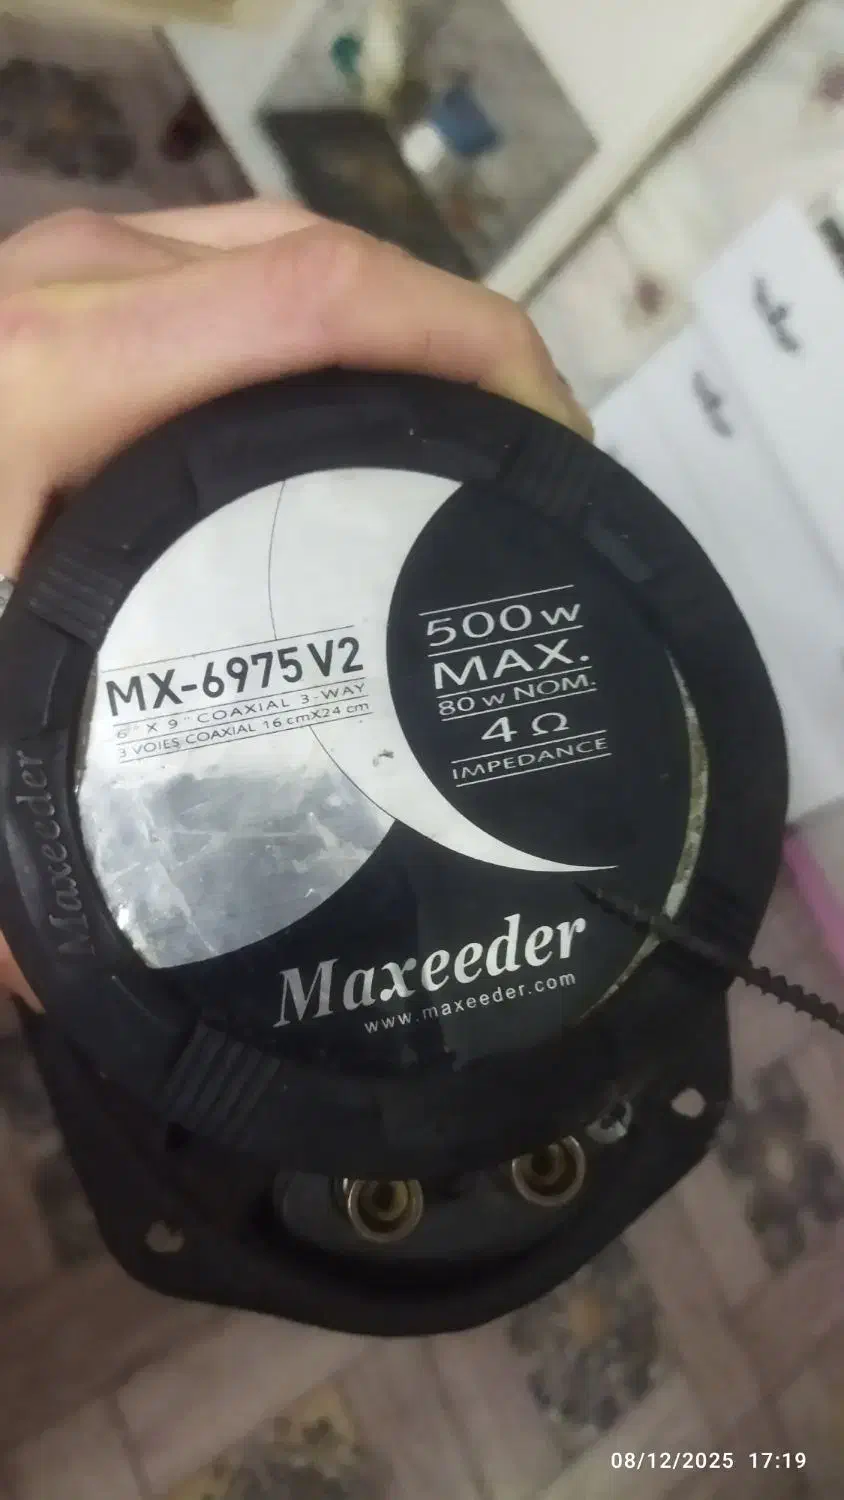 MX-6975 V2
6" X 9" COAXIAL 3-WAY
3 VOIES COAXIAL 16 cmX24 cm
500 w
MAX.
80 w NOM.
4 Ω
IMPEDANCE
Maxeeder
Maxeeder
www.maxeeder.com
08/12/2025 17:19